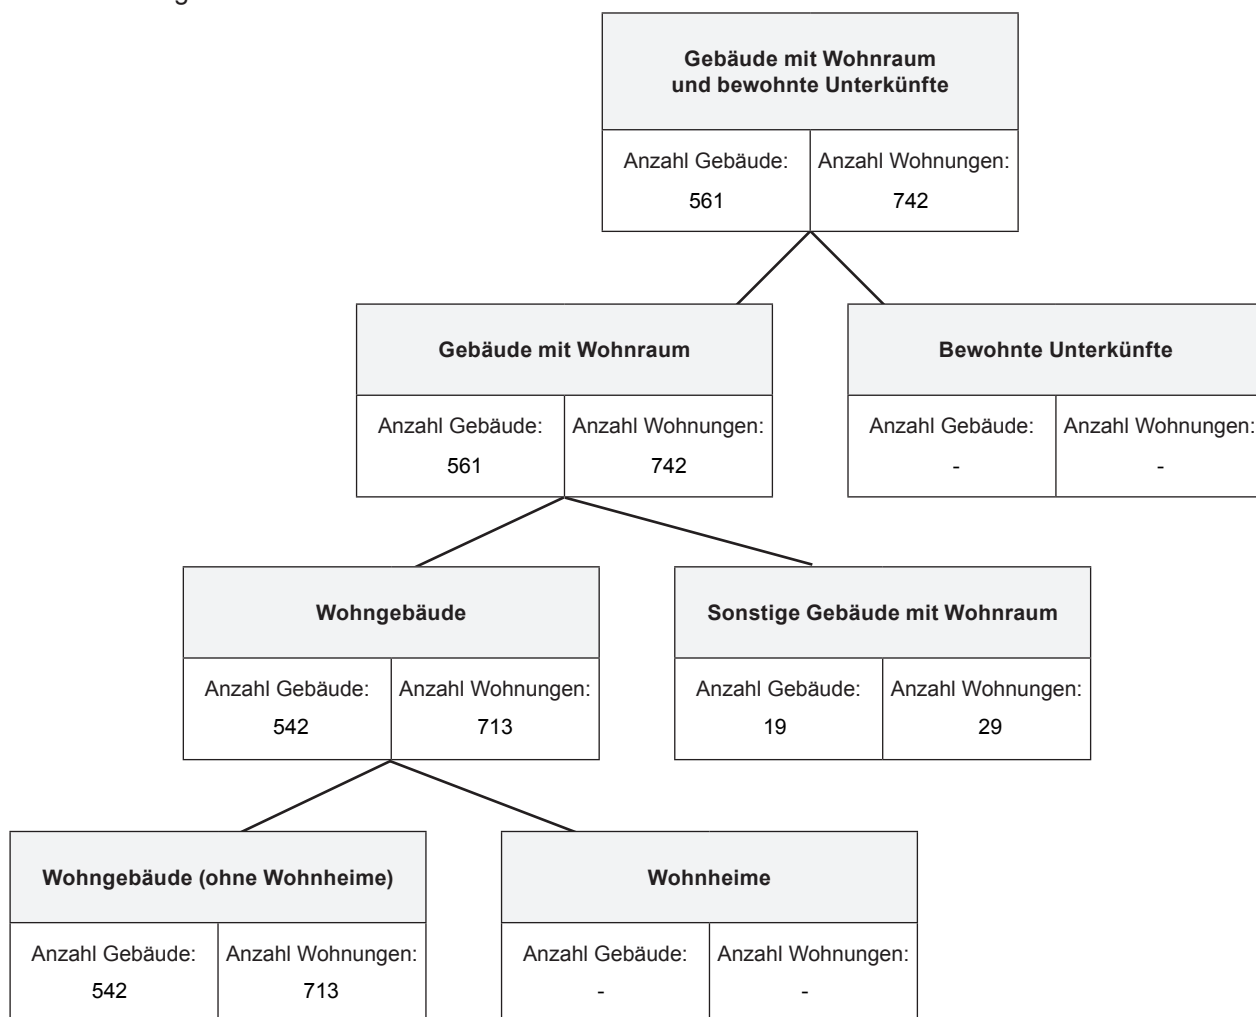 Gebäude mit Wohnraum
und bewohnte Unterkünfte
Anzahl Gebäude: Anzahl Wohnungen:
561 742
Gebäude mit Wohnraum
Anzahl Gebäude: Anzahl Wohnungen:
561 742
Bewohnte Unterkünfte
Anzahl Gebäude: Anzahl Wohnungen:
- -
Wohngebäude
Anzahl Gebäude: Anzahl Wohnungen:
542 713
Sonstige Gebäude mit Wohnraum
Anzahl Gebäude: Anzahl Wohnungen:
19 29
Wohngebäude (ohne Wohnheime)
Anzahl Gebäude: Anzahl Wohnungen:
542 713
Wohnheime
Anzahl Gebäude: Anzahl Wohnungen:
- -